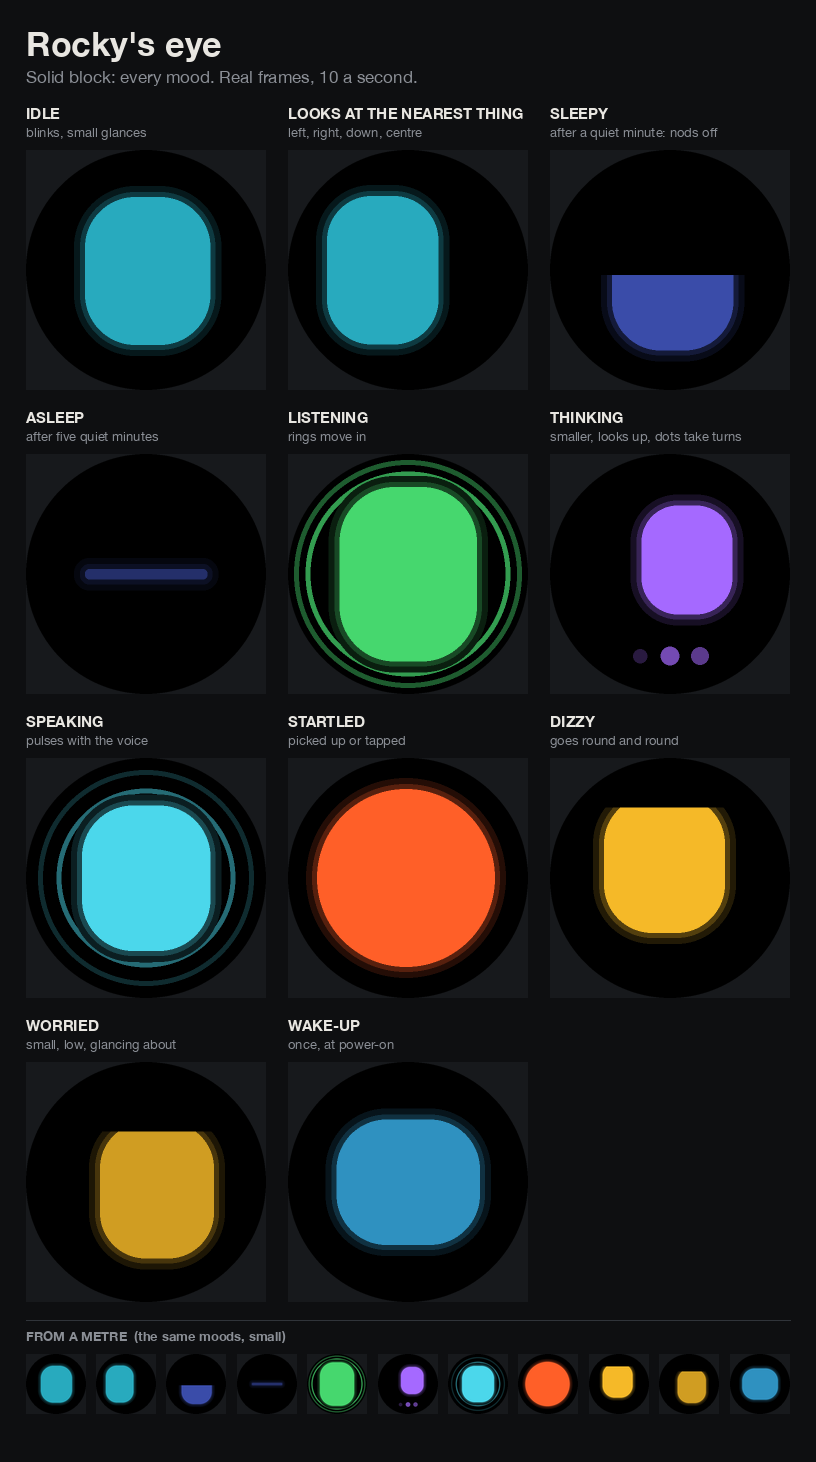 Rocky's eye
Solid block: every mood. Real frames, 10 a second.
IDLE
blinks, small glances
LOOKS AT THE NEAREST THING
left, right, down, centre
SLEEPY
after a quiet minute: nods off
ASLEEP
after five quiet minutes
LISTENING
rings move in
THINKING
smaller, looks up, dots take turns
SPEAKING
pulses with the voice
STARTLED
picked up or tapped
DIZZY
goes round and round
WORRIED
small, low, glancing about
WAKE-UP
once, at power-on
FROM A METRE (the same moods, small)